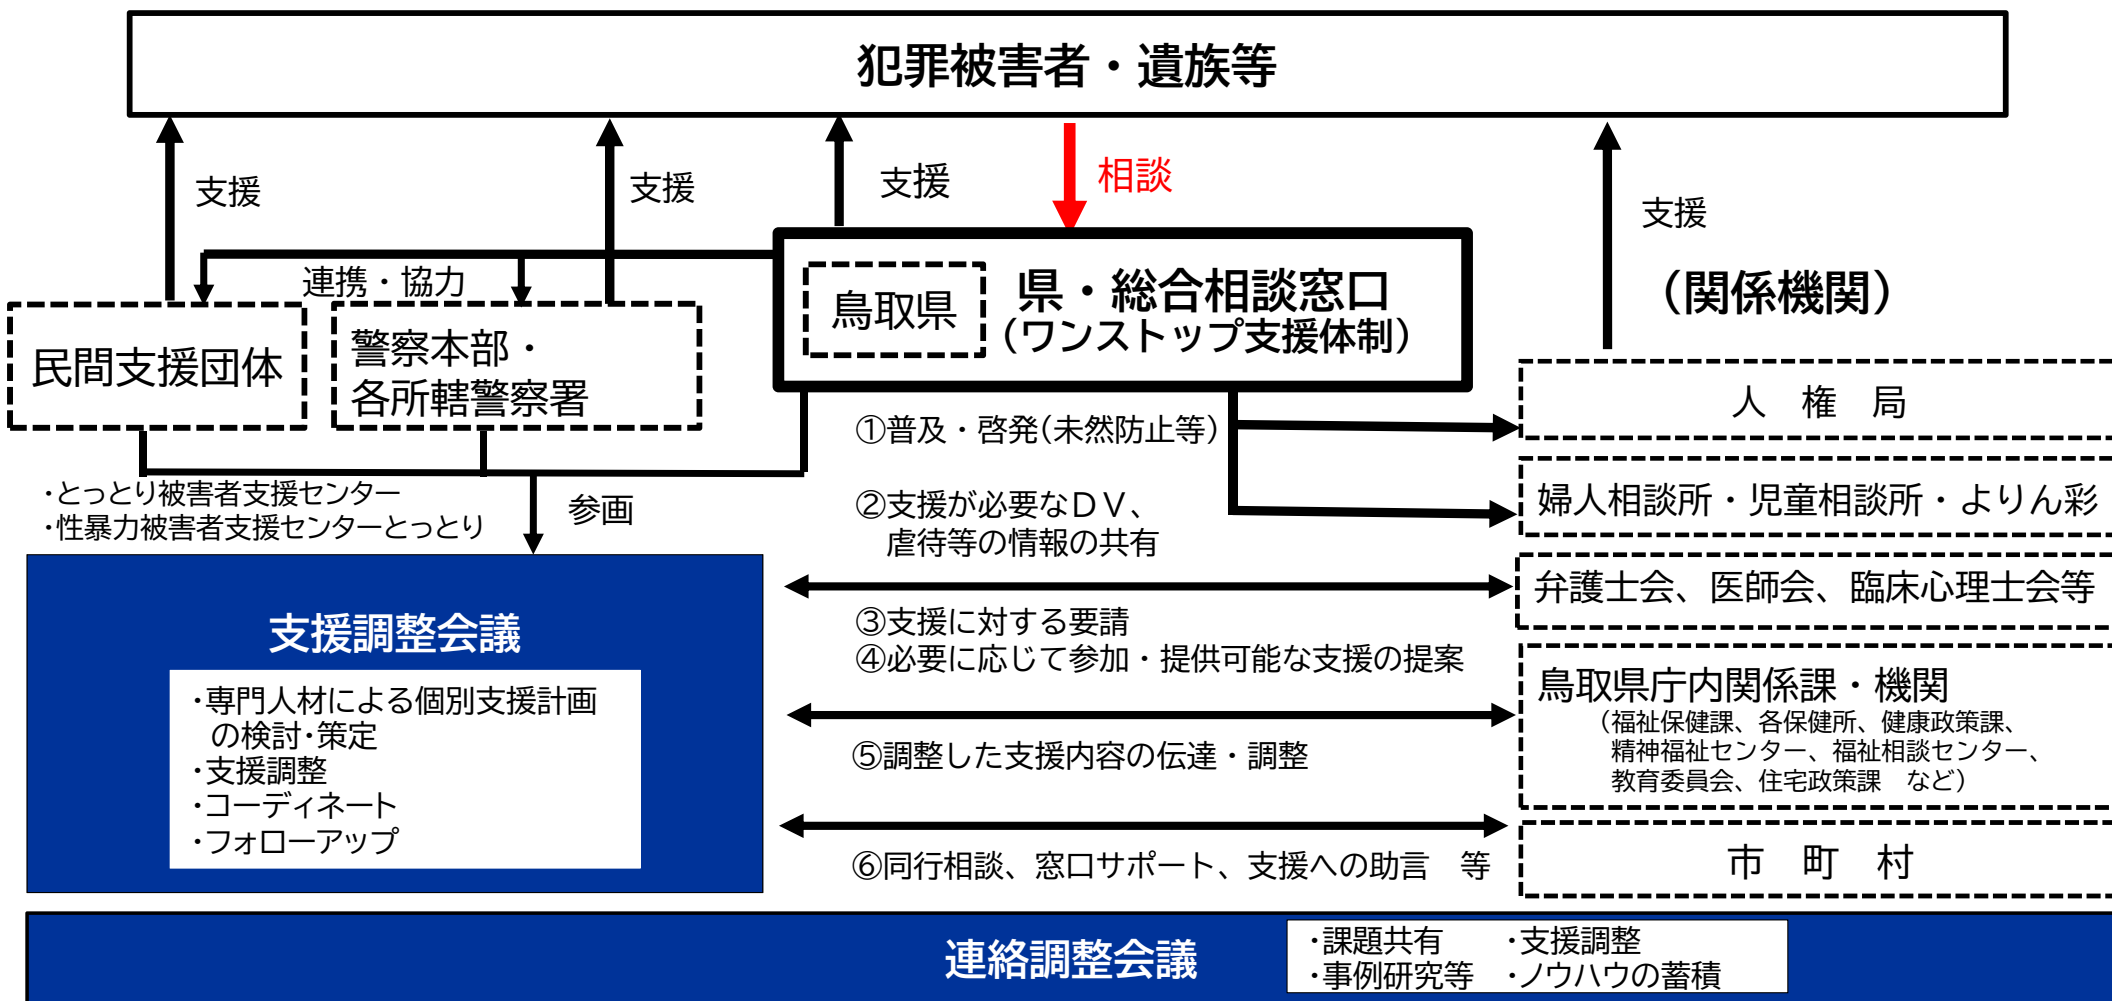 犯罪被害者・遺族等
支援
支援
支援
相談
支援
連携・協力
民間支援団体
警察本部・
各所轄警察署
鳥取県
県・総合相談窓口
（ワンストップ支援体制）
（関係機関）
・とっとり被害者支援センター
・性暴力被害者支援センターとっとり
参画
①普及・啓発（未然防止等）
②支援が必要なＤＶ、
虐待等の情報の共有
③支援に対する要請
④必要に応じて参加・提供可能な支援の提案
⑤調整した支援内容の伝達・調整
⑥同行相談、窓口サポート、支援への助言　等
人　権　局
婦人相談所・児童相談所・よりん彩
弁護士会、医師会、臨床心理士会等
鳥取県庁内関係課・機関
（福祉保健課、各保健所、健康政策課、
精神福祉センター、福祉相談センター、
教育委員会、住宅政策課　など）
市　町　村
支援調整会議
・専門人材による個別支援計画
の検討・策定
・支援調整
・コーディネート
・フォローアップ
連絡調整会議
・課題共有　・支援調整
・事例研究等　・ノウハウの蓄積